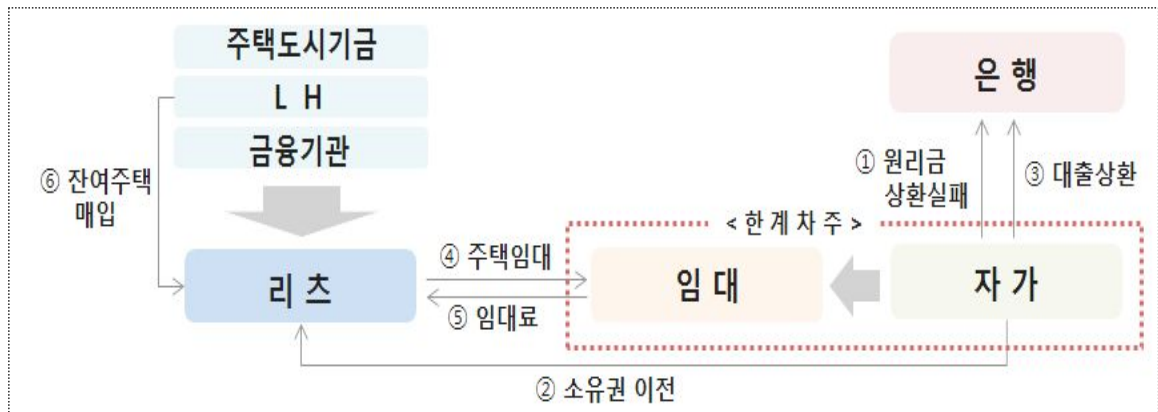 주택도시기금
L H
금융기관
은 행
① 원리금
상환실패
③ 대출상환
⑥ 잔여주택
매입
< 한 계 차 주 >
④ 주택임대
리 츠
임 대
자 가
⑤ 임대료
② 소유권 이전